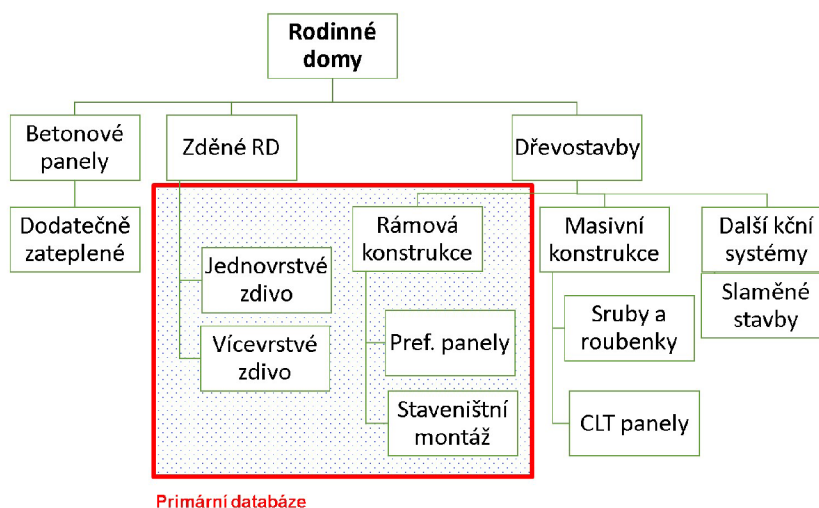 Rodinné
domy
Betonové
panely
Zděné RD
Dřevostavby
Dodatečně
zateplené
Rámová
konstrukce
Masivní
konstrukce
Další kční
systémy
Jednovrstvé
zdivo
Slaměné
stavby
Sruby a
roubenky
Vícevrstvé
zdivo
Pref. panely
Staveništní
montáž
CLT panely
Primární databáze